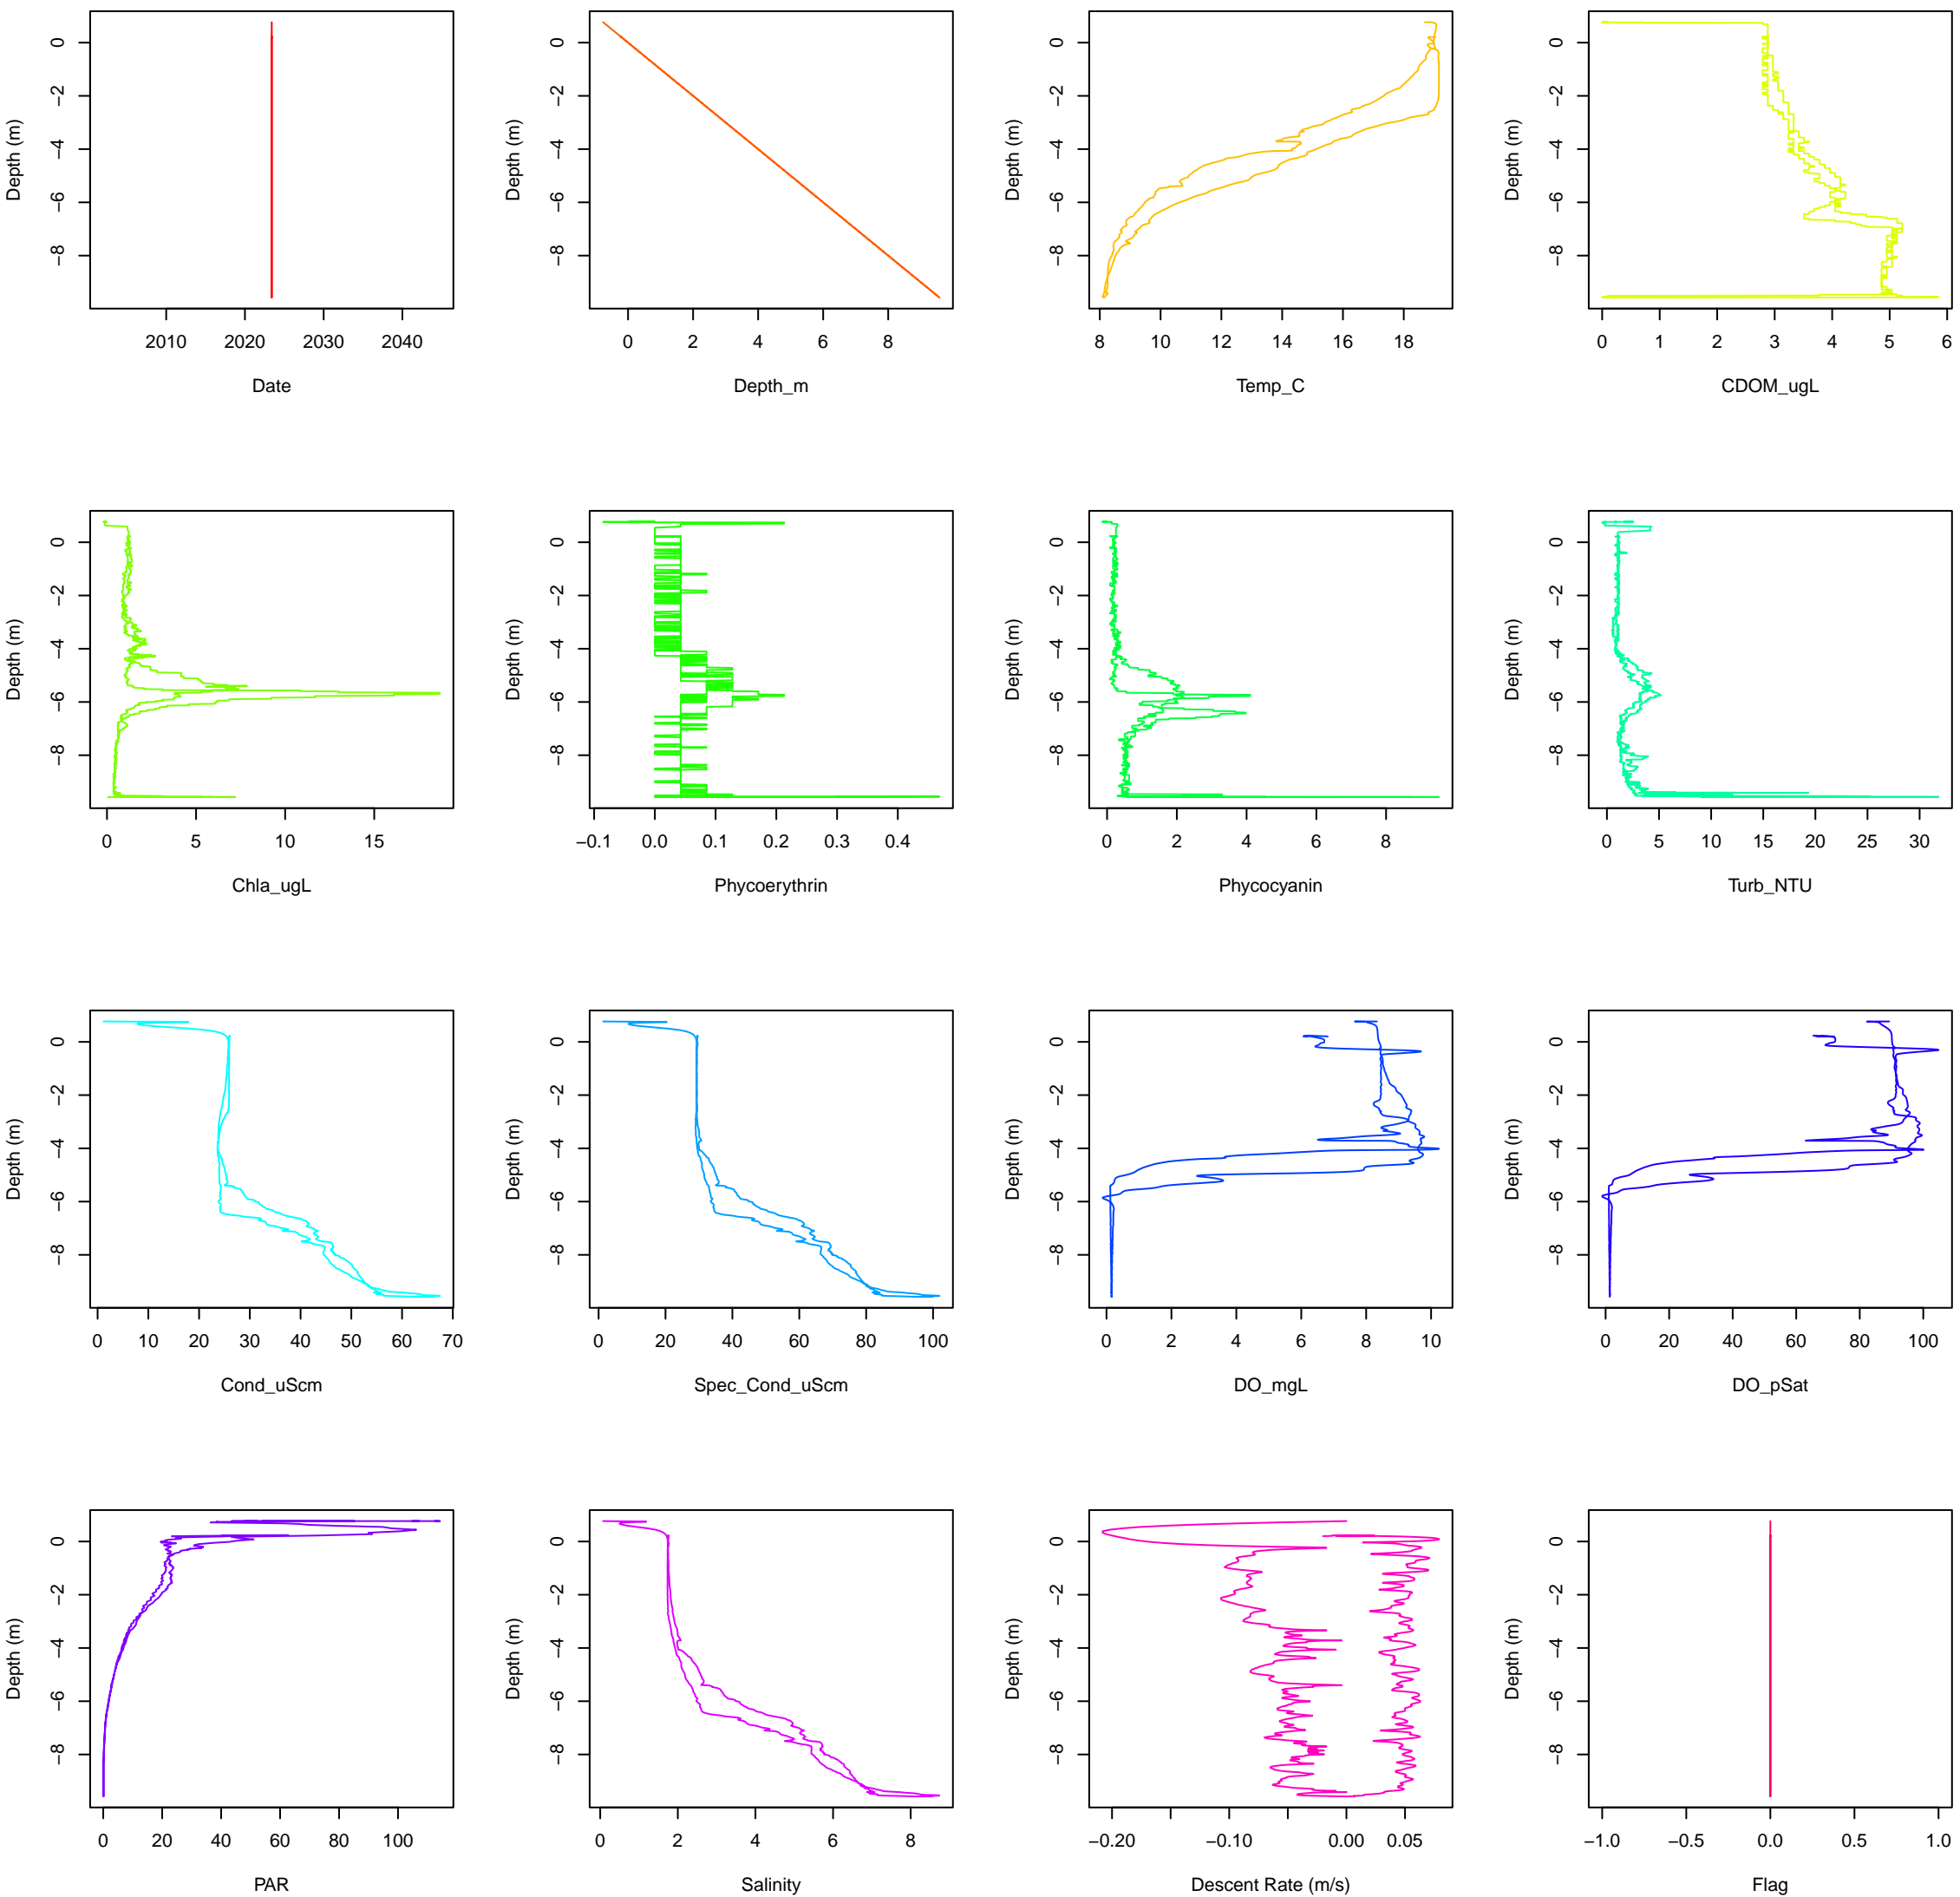 Depth (m)
0
−2
−4
−6
−8
2010 2020 2030 2040
Date
Depth (m)
0
−2
−4
−6
−8
0 2 4 6 8
Depth_m
Depth (m)
0
−2
−4
−6
−8
8 10 12 14 16 18
Temp_C
Depth (m)
0
−2
−4
−6
−8
0 1 2 3 4 5 6
CDOM_ugL
Depth (m)
0
−2
−4
−6
−8
0 5 10 15
Chla_ugL
Depth (m)
0
−2
−4
−6
−8
−0.1 0.0 0.1 0.2 0.3 0.4
Phycoerythrin
Depth (m)
0
−2
−4
−6
−8
0 2 4 6 8
Phycocyanin
Depth (m)
0
−2
−4
−6
−8
0 5 10 15 20 25 30
Turb_NTU
Depth (m)
0
−2
−4
−6
−8
0 10 20 30 40 50 60 70
Cond_uScm
Depth (m)
0
−2
−4
−6
−8
0 20 40 60 80 100
Spec_Cond_uScm
Depth (m)
0
−2
−4
−6
−8
0 2 4 6 8 10
DO_mgL
Depth (m)
0
−2
−4
−6
−8
0 20 40 60 80 100
DO_pSat
Depth (m)
0
−2
−4
−6
−8
0 20 40 60 80 100
PAR
Depth (m)
0
−2
−4
−6
−8
0 2 4 6 8
Salinity
Depth (m)
0
−2
−4
−6
−8
−0.20 −0.10 0.00 0.05
Descent Rate (m/s)
Depth (m)
0
−2
−4
−6
−8
−1.0 −0.5 0.0 0.5 1.0
Flag